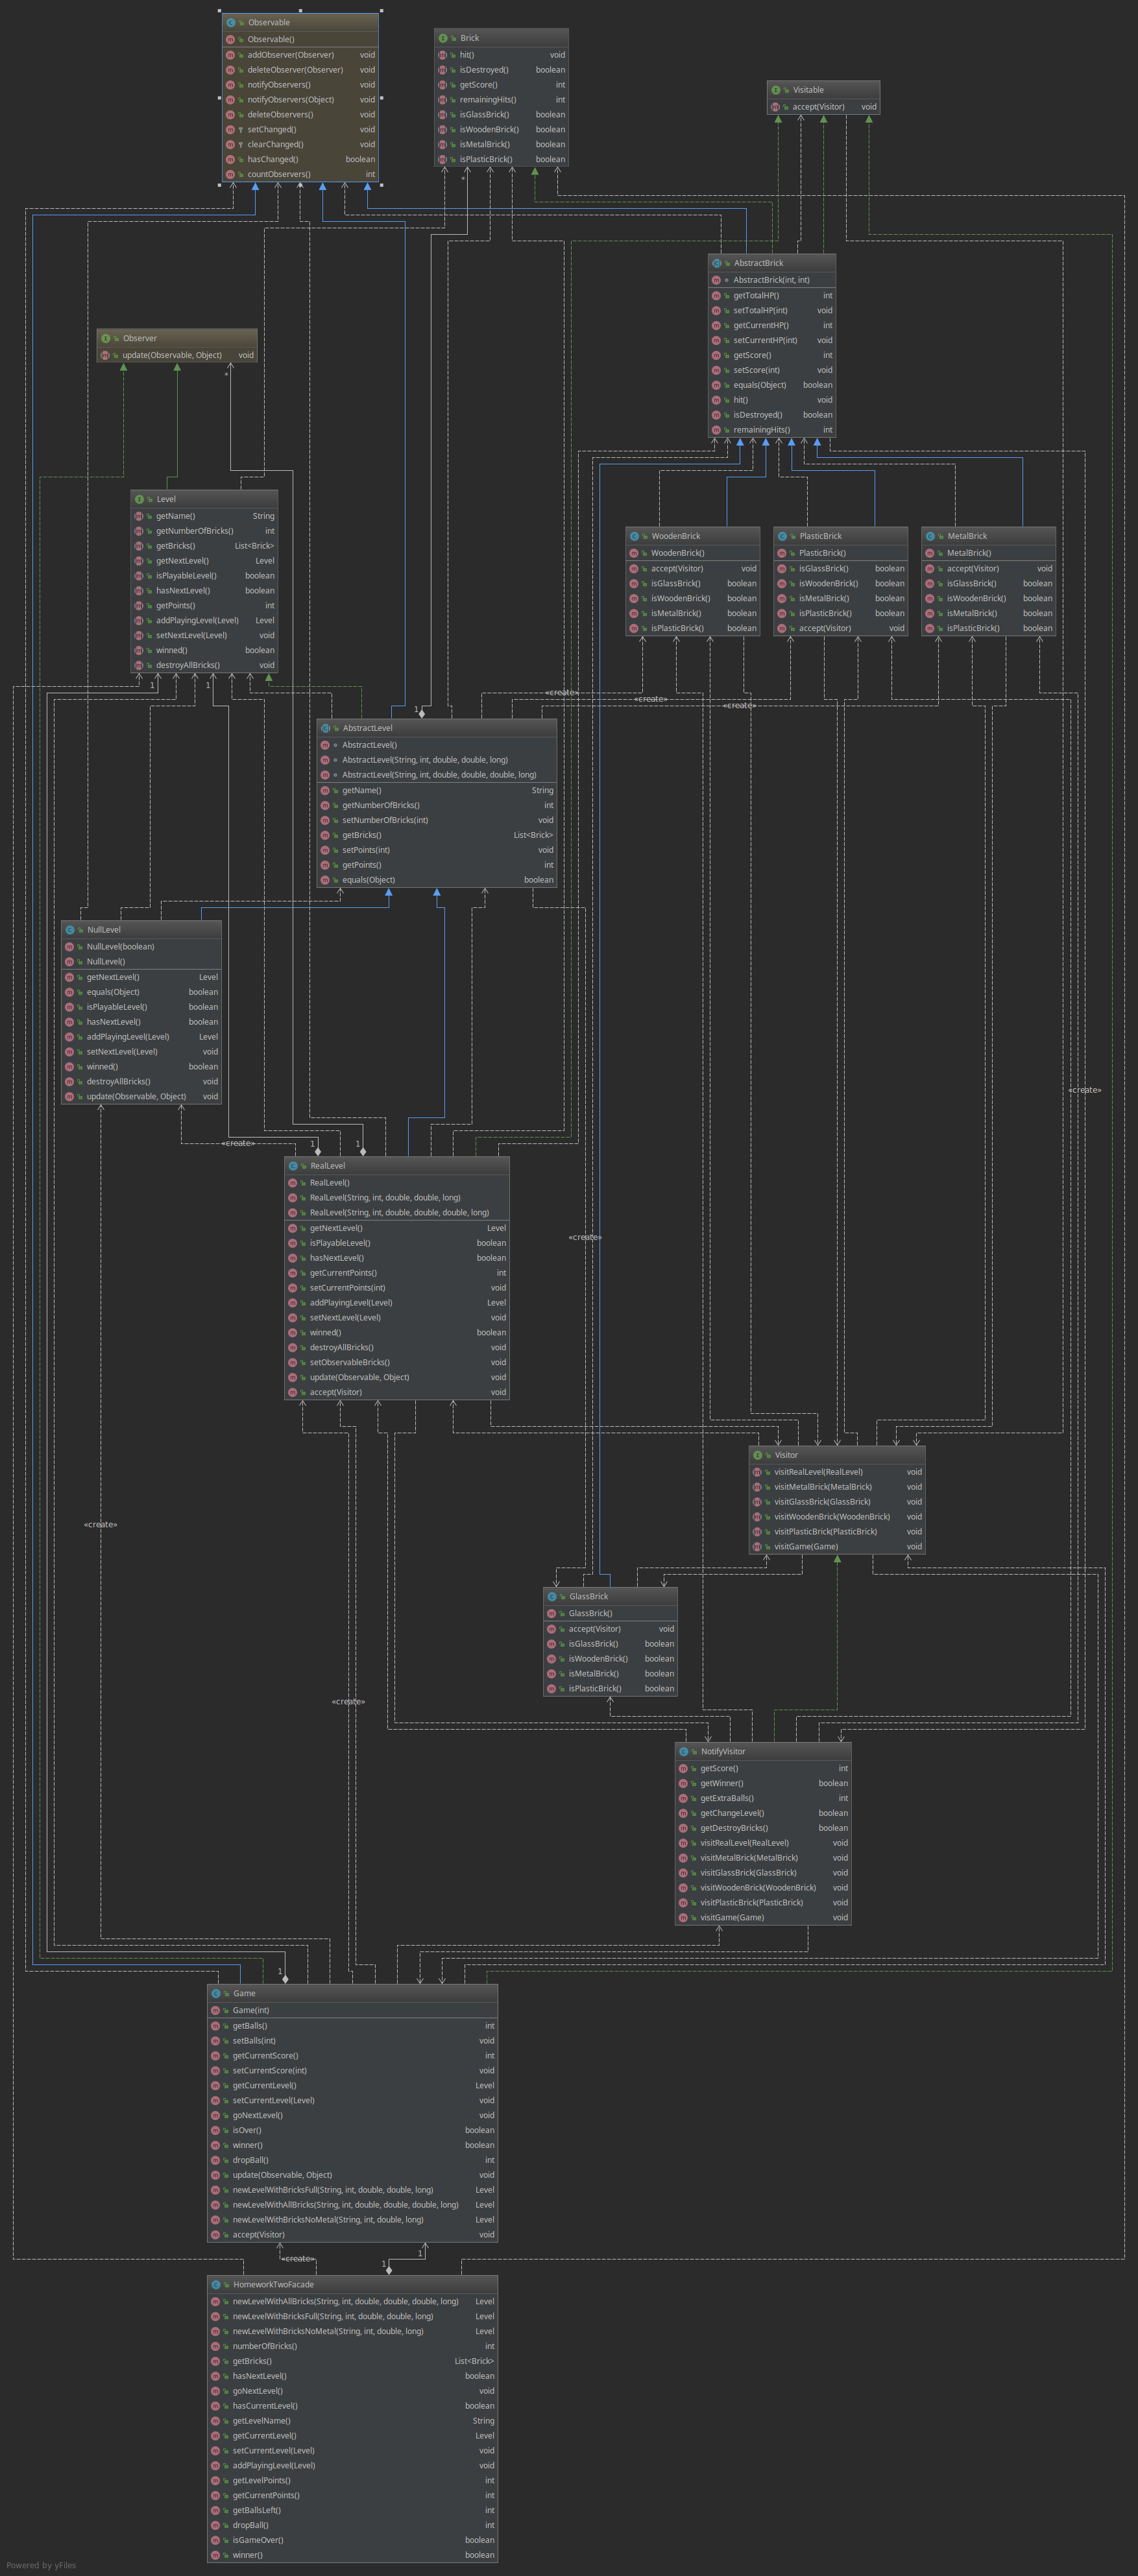 Observable
Observable()
addObserver(Observer) void
deleteObserver(Observer) void
notifyObservers() void
notifyObservers(Object) void
deleteObservers() void
setChanged() void
clearChanged() void
hasChanged() boolean
countObservers() int
Brick
hit() void
isDestroyed() boolean
getScore() int
remainingHits() int
isGlassBrick() boolean
isWoodenBrick() boolean
isMetalBrick() boolean
isPlasticBrick() boolean
Visitable
accept(Visitor) void
*
AbstractBrick
AbstractBrick(int, int)
getTotalHP() int
setTotalHP(int) void
getCurrentHP() int
setCurrentHP(int) void
getScore() int
setScore(int) void
equals(Object) boolean
hit() void
isDestroyed() boolean
remainingHits() int
Observer
update(Observable, Object) void
*
Level
getName() String
getNumberOfBricks() int
getBricks() List<Brick>
getNextLevel() Level
isPlayableLevel() boolean
hasNextLevel() boolean
getPoints() int
addPlayingLevel(Level) Level
setNextLevel(Level) void
winned() boolean
destroyAllBricks() void
WoodenBrick
WoodenBrick()
accept(Visitor) void
isGlassBrick() boolean
isWoodenBrick() boolean
isMetalBrick() boolean
isPlasticBrick() boolean
PlasticBrick
PlasticBrick()
isGlassBrick() boolean
isWoodenBrick() boolean
isMetalBrick() boolean
isPlasticBrick() boolean
accept(Visitor) void
MetalBrick
MetalBrick()
accept(Visitor) void
isGlassBrick() boolean
isWoodenBrick() boolean
isMetalBrick() boolean
isPlasticBrick() boolean
1
1
«create»
«create»
«create»
1
AbstractLevel
AbstractLevel()
AbstractLevel(String, int, double, double, long)
AbstractLevel(String, int, double, double, double, long)
getName() String
getNumberOfBricks() int
setNumberOfBricks(int) void
getBricks() List<Brick>
setPoints(int) void
getPoints() int
equals(Object) boolean
NullLevel
NullLevel(boolean)
NullLevel()
getNextLevel() Level
equals(Object) boolean
isPlayableLevel() boolean
hasNextLevel() boolean
addPlayingLevel(Level) Level
setNextLevel(Level) void
winned() boolean
destroyAllBricks() void
update(Observable, Object) void
«create»
«create»
1
1
RealLevel
RealLevel()
RealLevel(String, int, double, double, long)
RealLevel(String, int, double, double, double, long)
getNextLevel() Level
isPlayableLevel() boolean
hasNextLevel() boolean
getCurrentPoints() int
setCurrentPoints(int) void
addPlayingLevel(Level) Level
setNextLevel(Level) void
winned() boolean
destroyAllBricks() void
setObservableBricks() void
update(Observable, Object) void
accept(Visitor) void
«create»
Visitor
visitRealLevel(RealLevel) void
visitMetalBrick(MetalBrick) void
visitGlassBrick(GlassBrick) void
visitWoodenBrick(WoodenBrick) void
visitPlasticBrick(PlasticBrick) void
visitGame(Game) void
«create»
GlassBrick
GlassBrick()
accept(Visitor) void
isGlassBrick() boolean
isWoodenBrick() boolean
isMetalBrick() boolean
isPlasticBrick() boolean
«create»
NotifyVisitor
getScore() int
getWinner() boolean
getExtraBalls() int
getChangeLevel() boolean
getDestroyBricks() boolean
visitRealLevel(RealLevel) void
visitMetalBrick(MetalBrick) void
visitGlassBrick(GlassBrick) void
visitWoodenBrick(WoodenBrick) void
visitPlasticBrick(PlasticBrick) void
visitGame(Game) void
1
Game
Game(int)
getBalls() int
setBalls(int) void
getCurrentScore() int
setCurrentScore(int) void
getCurrentLevel() Level
setCurrentLevel(Level) void
goNextLevel() void
isOver() boolean
winner() boolean
dropBall() int
update(Observable, Object) void
newLevelWithBricksFull(String, int, double, double, long) Level
newLevelWithAllBricks(String, int, double, double, double, long) Level
newLevelWithBricksNoMetal(String, int, double, long) Level
accept(Visitor) void
1
«create»
1
HomeworkTwoFacade
newLevelWithAllBricks(String, int, double, double, double, long) Level
newLevelWithBricksFull(String, int, double, double, long) Level
newLevelWithBricksNoMetal(String, int, double, long) Level
numberOfBricks() int
getBricks() List<Brick>
hasNextLevel() boolean
goNextLevel() void
hasCurrentLevel() boolean
getLevelName() String
getCurrentLevel() Level
setCurrentLevel(Level) void
addPlayingLevel(Level) void
getLevelPoints() int
getCurrentPoints() int
getBallsLeft() int
dropBall() int
isGameOver() boolean
winner() boolean
Powered by yFiles